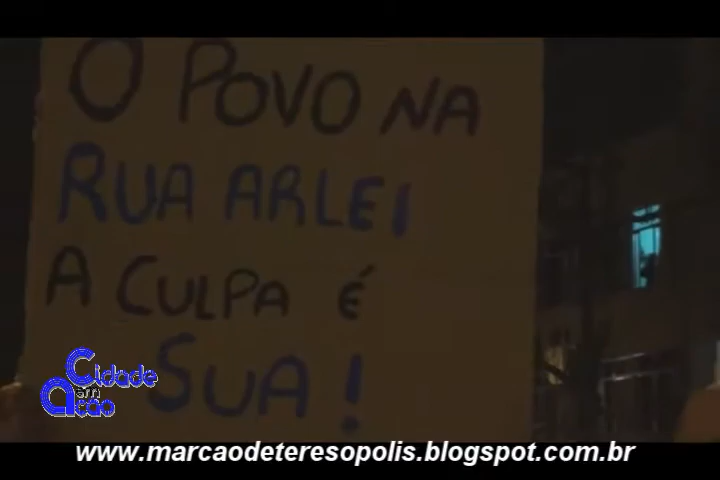 O POVO NA
RUA ARLEI
A CULPA É
SUA!
Cidade
em
Ação
www.marcaodeteresopolis.blogspot.com.br